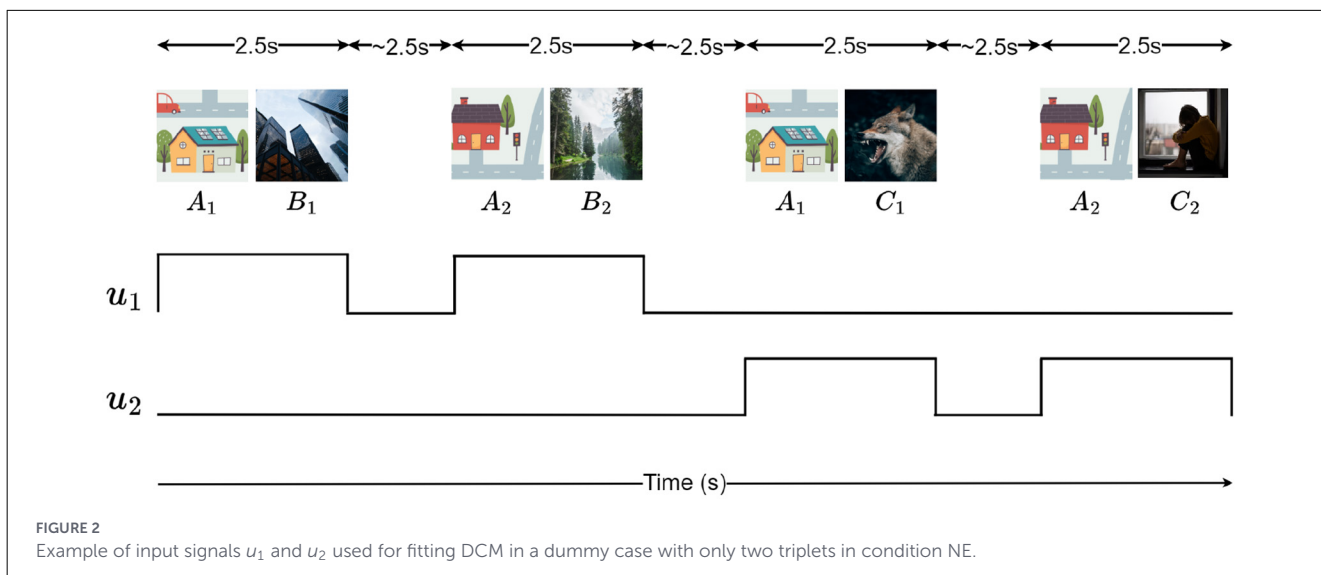 2.5s ~2.5s 2.5s ~2.5s 2.5s ~2.5s 2.5s
A₁ B₁ A₂ B₂ A₁ C₁ A₂ C₂
u₁
u₂
Time (s)
FIGURE 2
Example of input signals u₁ and u₂ used for fitting DCM in a dummy case with only two triplets in condition NE.